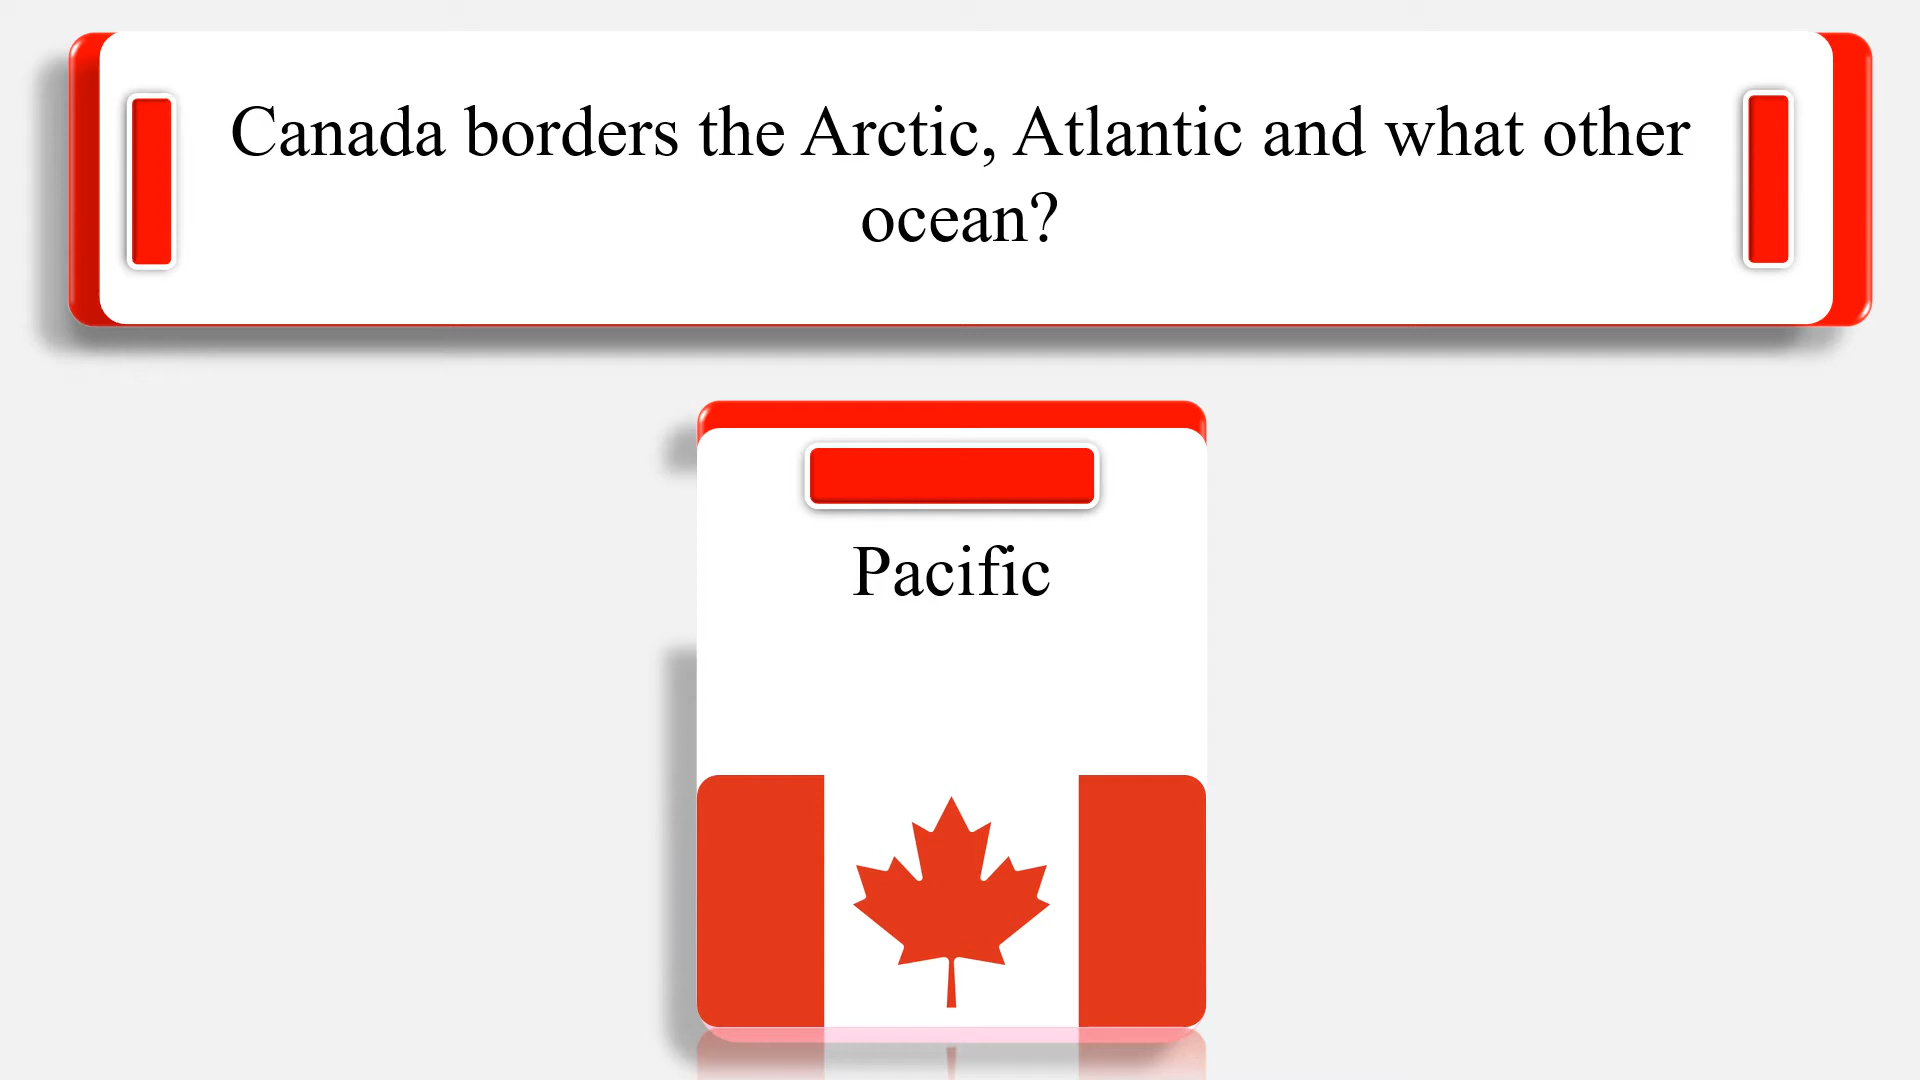 Canada borders the Arctic, Atlantic and what other
ocean?
Pacific